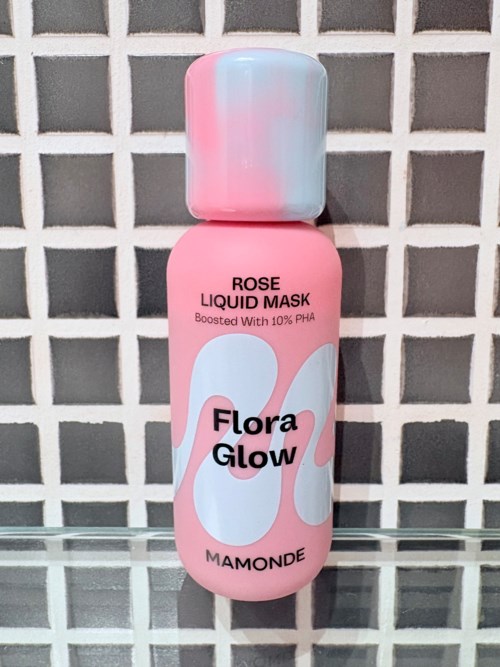 ROSE
LIQUID MASK
Boosted With 10% PHA
Flora
Glow
MAMONDE